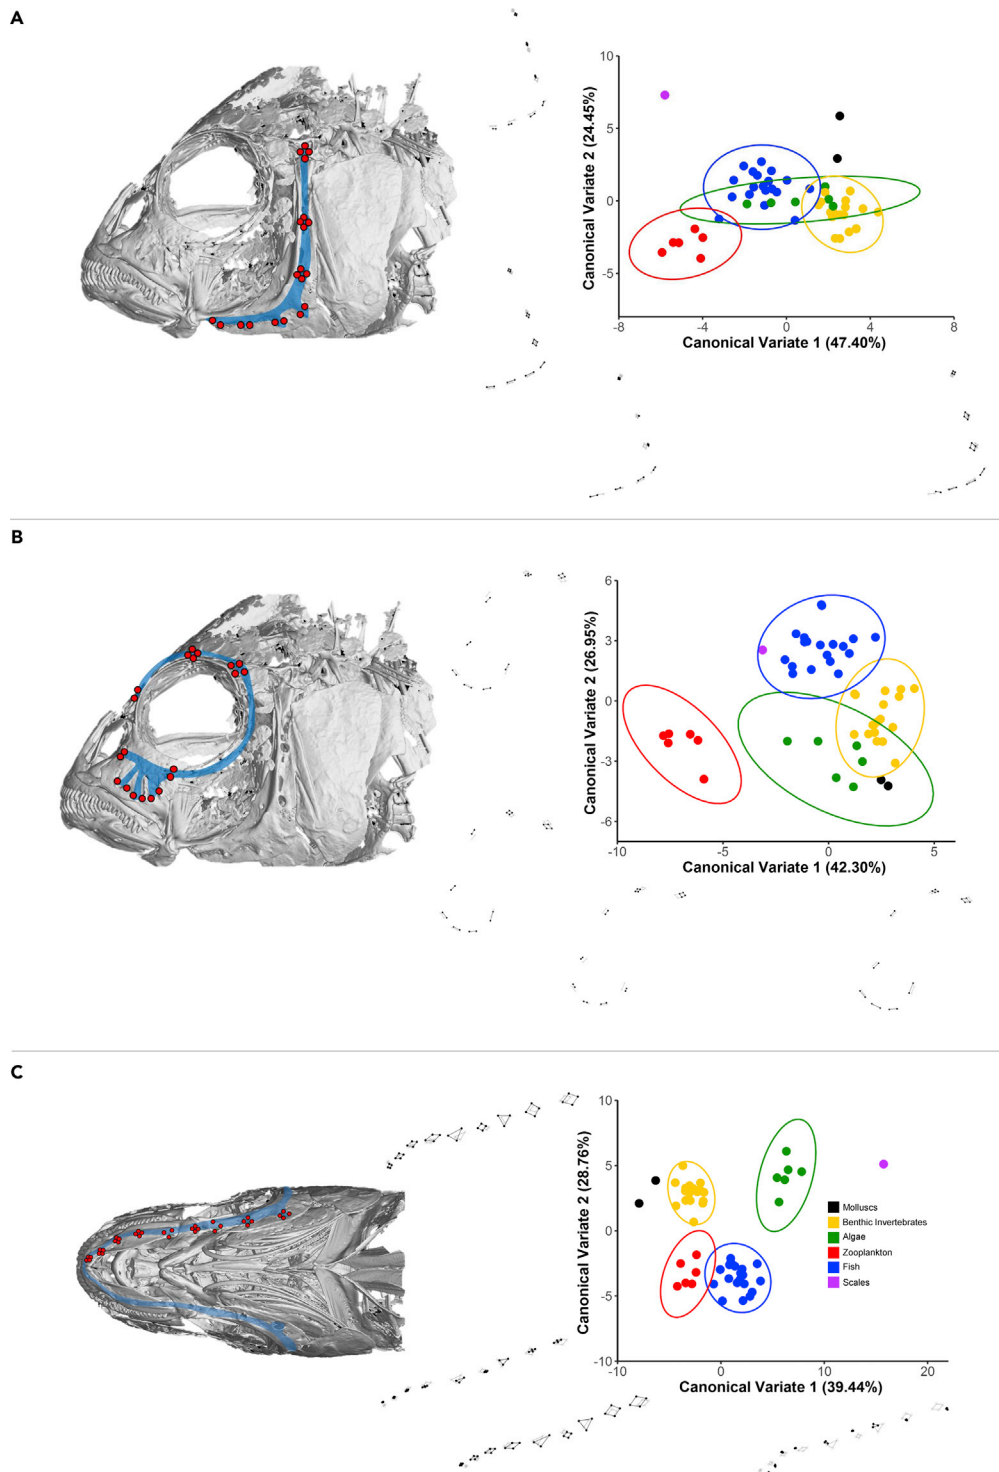 A
10
5
0
-5
-8
-4
0
4
8
Canonical Variate 2 (24.45%)
Canonical Variate 1 (47.40%)
B
6
3
0
-3
-6
-10
-5
0
5
Canonical Variate 2 (26.95%)
Canonical Variate 1 (42.30%)
C
10
5
0
-5
-10
-10
0
10
20
Canonical Variate 2 (28.76%)
Canonical Variate 1 (39.44%)
Molluscs
Benthic Invertebrates
Algae
Zooplankton
Fish
Scales